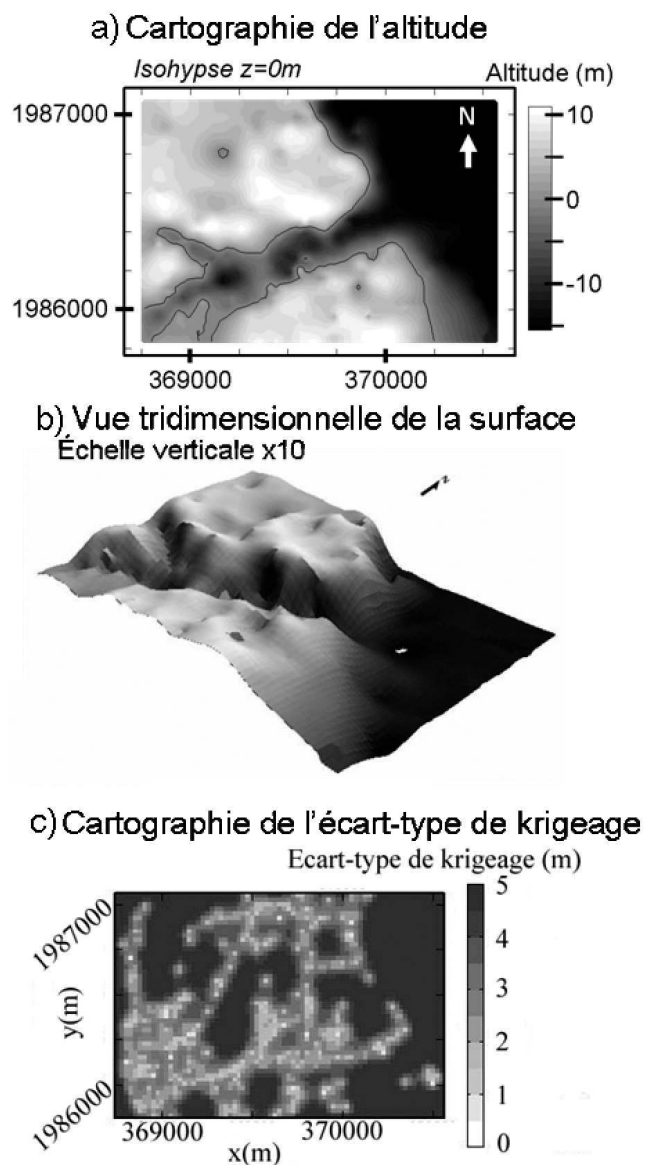 a) Cartographie de l'altitude
Isohypse z=0m
Altitude (m)
1987000
N
10
0
-10
1986000
369000 370000
b) Vue tridimensionnelle de la surface
Échelle verticale x10
z
c) Cartographie de l'écart-type de krigeage
Ecart-type de krigeage (m)
1987000
y(m)
1986000
5
4
3
2
1
0
369000 370000
x(m)